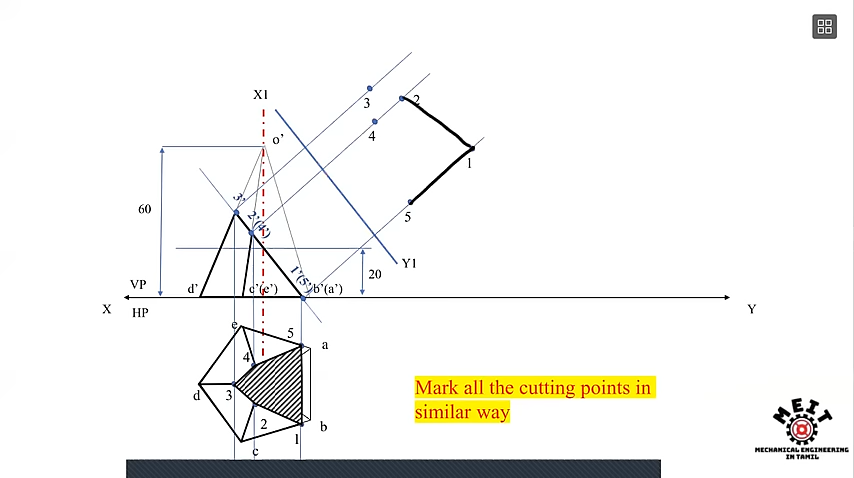 X1
o’
3
2
4
1
5
60
3’
2’(4’)
1’(5’)
Y1
20
VP
d’
c’(e’)
b’(a’)
X
HP
Y
e
5
a
4
d
3
2
b
1
c
Mark all the cutting points in
similar way
MEIT
MECHANICAL ENGINEERING
IN TAMIL